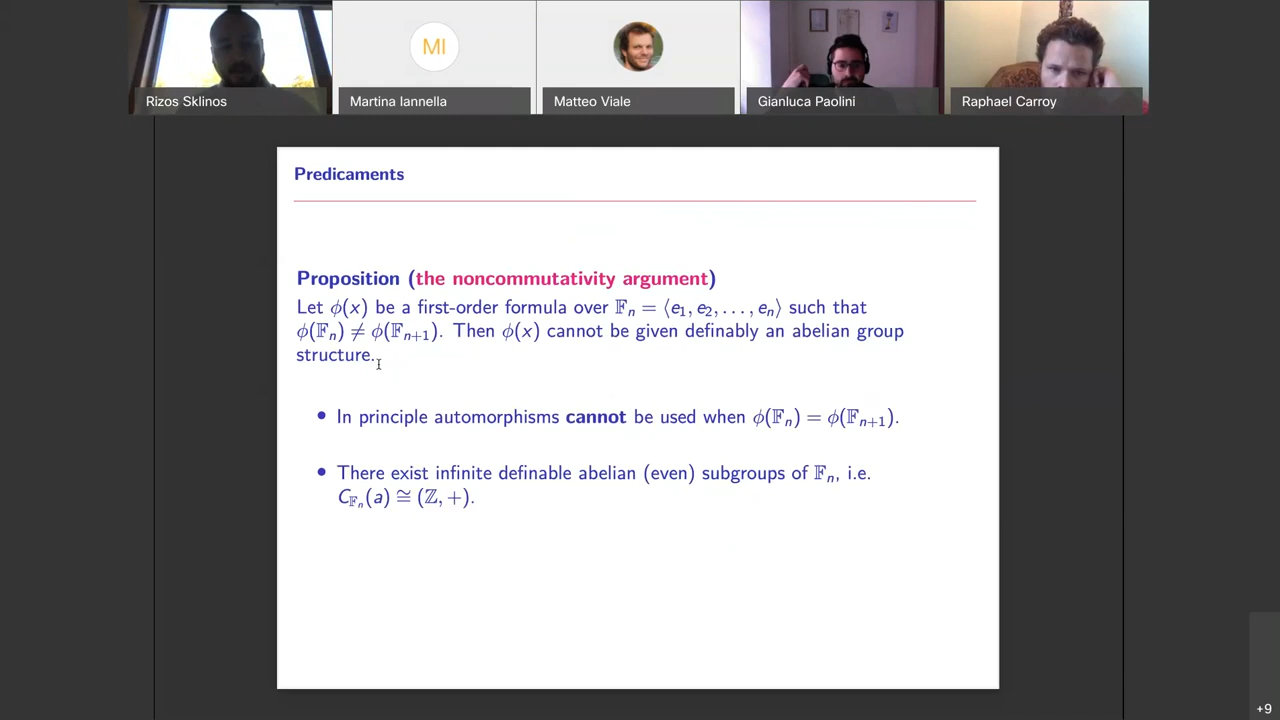 MI
Rizos Sklinos
Martina Iannella
Matteo Viale
Gianluca Paolini
Raphael Carroy
Predicaments
Proposition (the noncommutativity argument)
Let ϕ(x) be a first-order formula over 𝔽ₙ = ⟨e₁, e₂, . . . , eₙ⟩ such that
ϕ(𝔽ₙ) ≠ ϕ(𝔽ₙ₊₁). Then ϕ(x) cannot be given definably an abelian group
structure.
• In principle automorphisms cannot be used when ϕ(𝔽ₙ) = ϕ(𝔽ₙ₊₁).
• There exist infinite definable abelian (even) subgroups of 𝔽ₙ, i.e.
C_𝔽ₙ(a) ≅ (ℤ, +).
+9